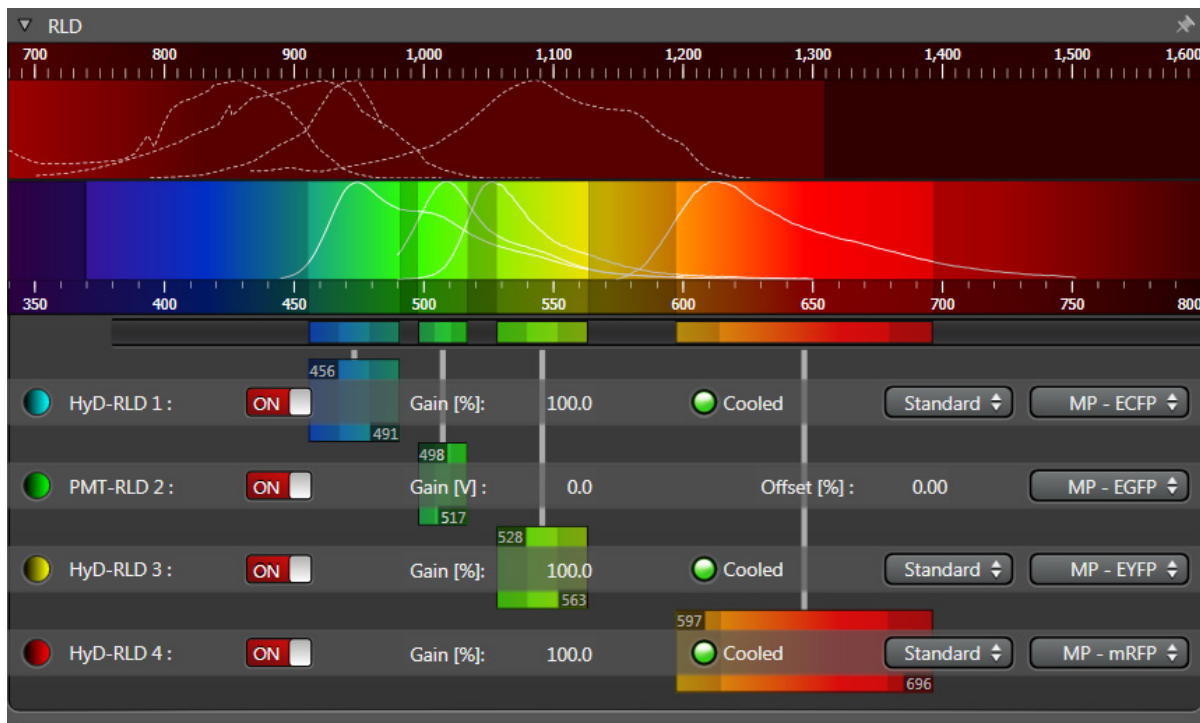 RLD
700 800 900 1,000 1,100 1,200 1,300 1,400 1,500 1,600
350 400 450 500 550 600 650 700 750 800
456
HyD-RLD 1 : ON Gain [%]: 100.0 Cooled Standard MP - ECFP
491
498
PMT-RLD 2 : ON Gain [V] : 0.0 Offset [%] : 0.00 MP - EGFP
517
528
HyD-RLD 3 : ON Gain [%]: 100.0 Cooled Standard MP - EYFP
563
597
HyD-RLD 4 : ON Gain [%]: 100.0 Cooled Standard MP - mRFP
696